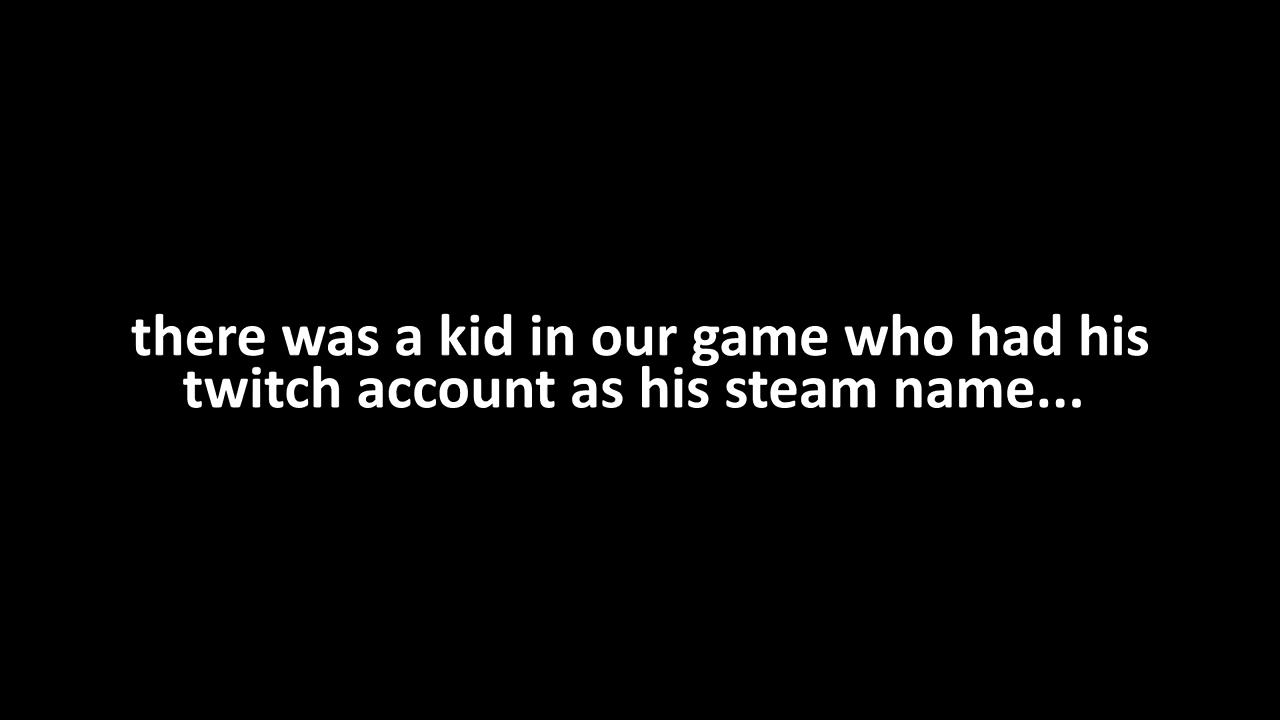 there was a kid in our game who had his
twitch account as his steam name...